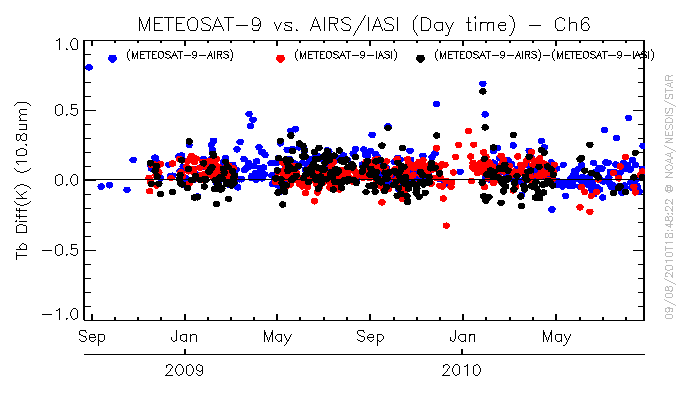 METEOSAT-9 vs. AIRS/IASI (Day time) - Ch6
(METEOSAT-9-AIRS) (METEOSAT-9-IASI) (METEOSAT-9-AIRS)-(METEOSAT-9-IASI)
Tb Diff(K) (10.8um)
1.0
0.5
0.0
-0.5
-1.0
Sep Jan May Sep Jan May
2009 2010
09/08/2010T18:48:22 @ NOAA/NESDIS/STAR